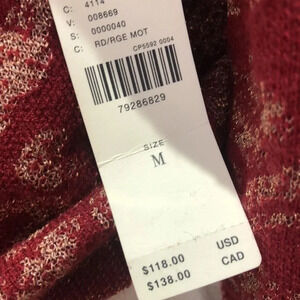 C: 4114
V: 008669
S: 0000040
C: RD/RGE MOT
CP5592 0004
79286829
SIZE
M
$118.00 USD
$138.00 CAD